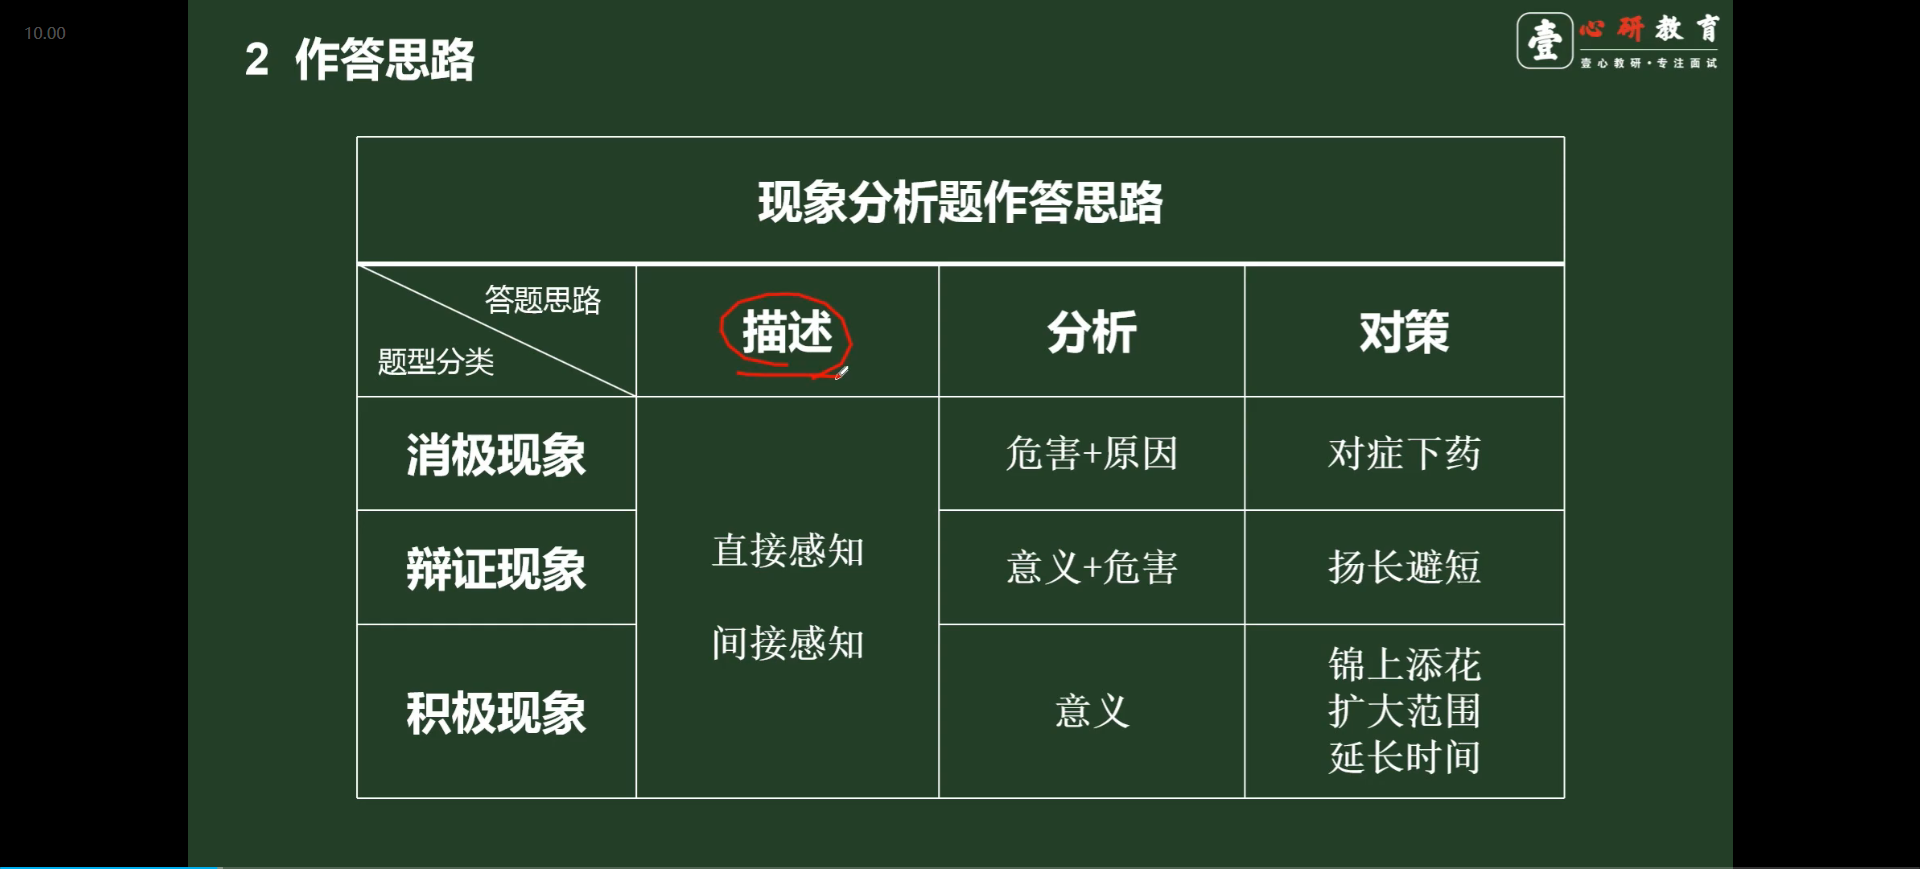 10.00
2 作答思路
壹
心研教育
壹心教研·专注面试
现象分析题作答思路
答题思路
题型分类
描述
分析
对策
消极现象
危害+原因
对症下药
直接感知
间接感知
辩证现象
意义+危害
扬长避短
积极现象
意义
锦上添花
扩大范围
延长时间